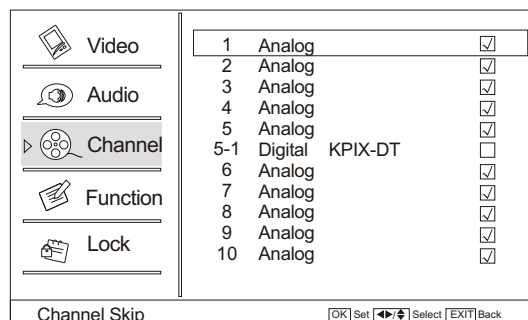 Video
Audio
Channel
Function
Lock
1 Analog
2 Analog
3 Analog
4 Analog
5 Analog
5-1 Digital KPIX-DT
6 Analog
7 Analog
8 Analog
9 Analog
10 Analog
Channel Skip
OK Set ◀▶/▲▼ Select EXIT Back